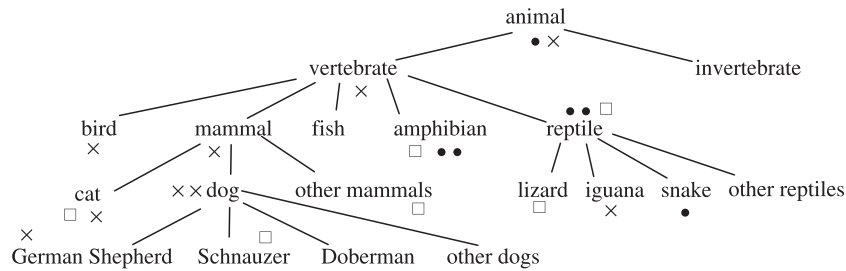 animal
vertebrate invertebrate
bird mammal fish amphibian reptile
cat dog other mammals lizard iguana snake other reptiles
German Shepherd Schnauzer Doberman other dogs